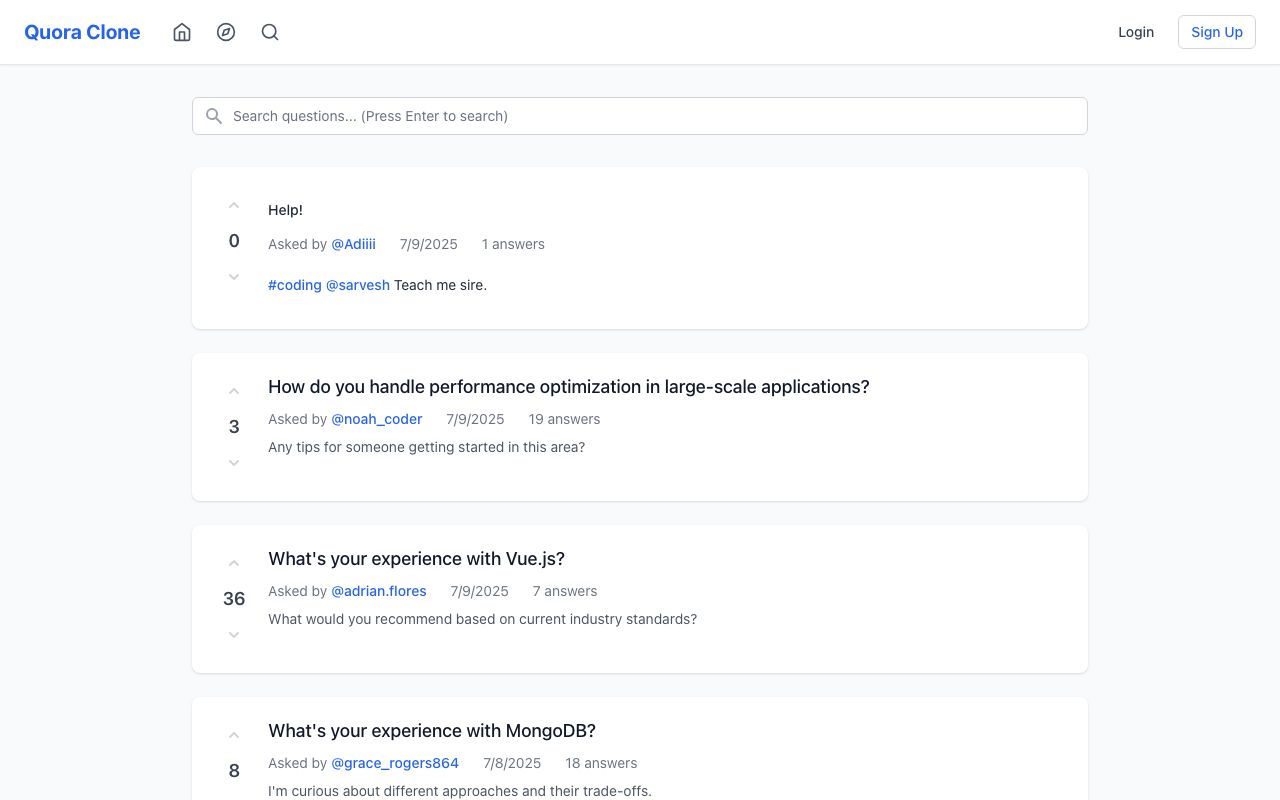 Quora Clone
Login
Sign Up
Search questions... (Press Enter to search)
Help!
0
Asked by @Adiiii 7/9/2025 1 answers
#coding @sarvesh Teach me sire.
How do you handle performance optimization in large-scale applications?
3
Asked by @noah_coder 7/9/2025 19 answers
Any tips for someone getting started in this area?
What's your experience with Vue.js?
36
Asked by @adrian.flores 7/9/2025 7 answers
What would you recommend based on current industry standards?
What's your experience with MongoDB?
8
Asked by @grace_rogers864 7/8/2025 18 answers
I'm curious about different approaches and their trade-offs.